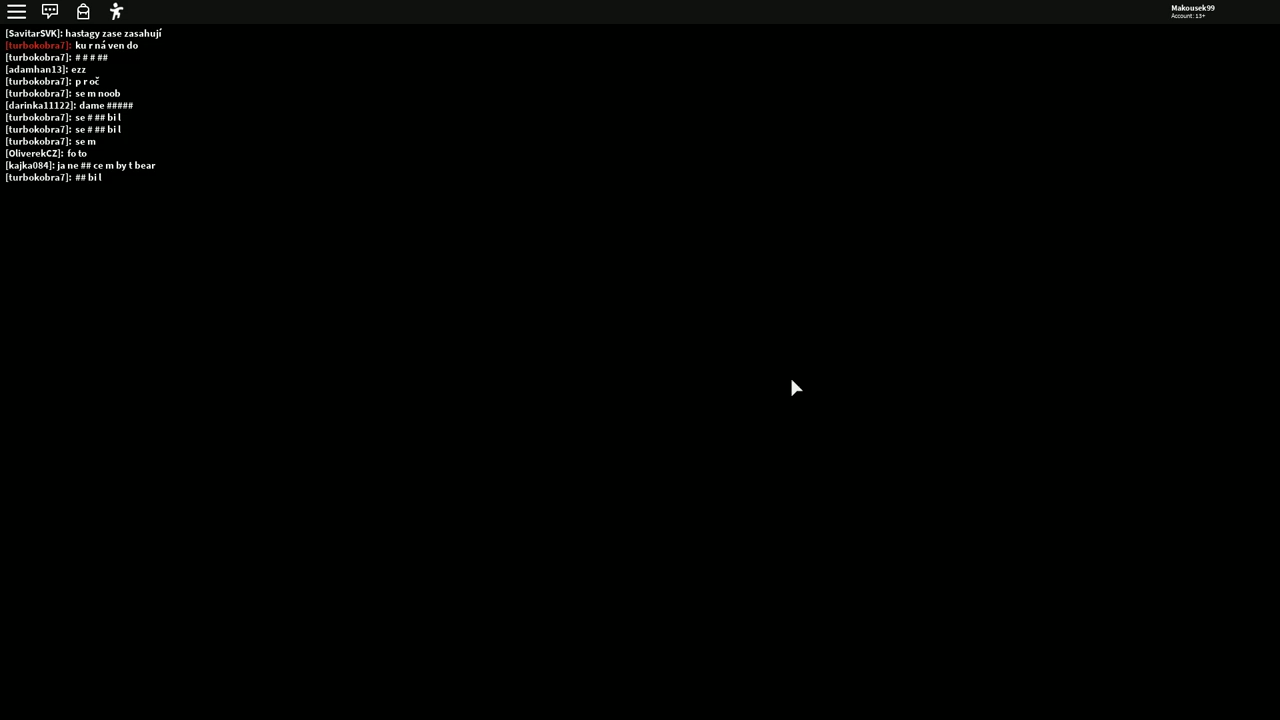 Makousek99
Account: 13+
[SavitarSVK]: hastagy zase zasahují
[turbokobra7]: ku r ná ven do
[turbokobra7]: # # # ##
[adamhan13]: ezz
[turbokobra7]: p r oč
[turbokobra7]: se m noob
[darinka11122]: dame #####
[turbokobra7]: se # ## bi l
[turbokobra7]: se # ## bi l
[turbokobra7]: se m
[OliverekCZ]: fo to
[kajka084]: ja ne ## ce m by t bear
[turbokobra7]: ## bi l